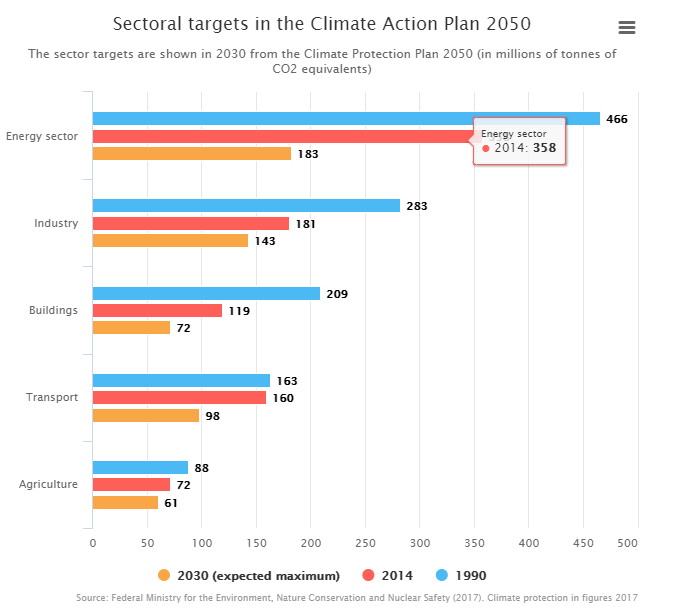 Sectoral targets in the Climate Action Plan 2050
The sector targets are shown in 2030 from the Climate Protection Plan 2050 (in millions of tonnes of
CO2 equivalents)
466
Energy sector
Energy sector
2014: 358
183
283
Industry
181
143
209
Buildings
119
72
163
Transport
160
98
88
Agriculture
72
61
0 50 100 150 200 250 300 350 400 450 500
2030 (expected maximum) 2014 1990
Source: Federal Ministry for the Environment, Nature Conservation and Nuclear Safety (2017). Climate protection in figures 2017